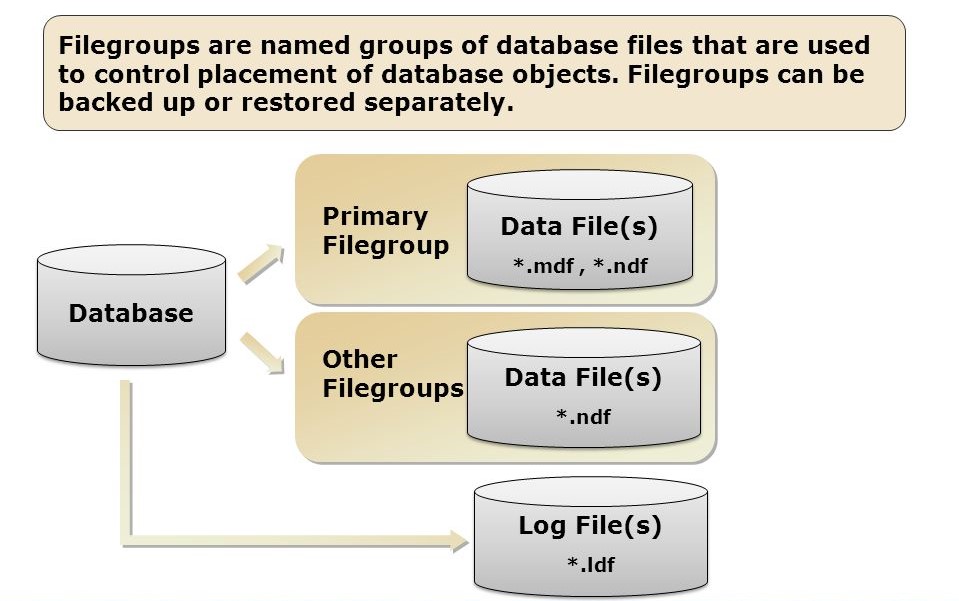 Filegroups are named groups of database files that are used
to control placement of database objects. Filegroups can be
backed up or restored separately.
Primary
Filegroup
Data File(s)
*.mdf , *.ndf
Database
Other
Filegroups
Data File(s)
*.ndf
Log File(s)
*.ldf